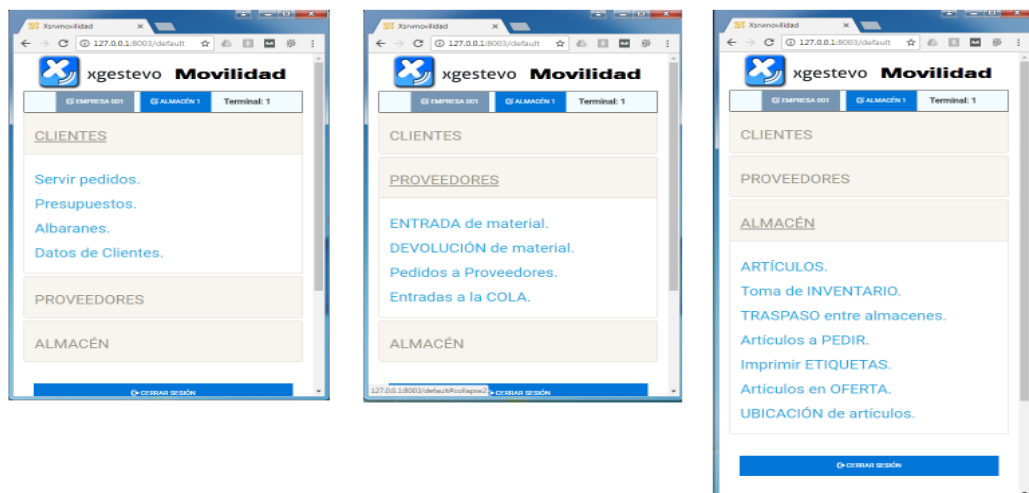 Xsrvmovilidad
127.0.0.1:8003/default
xgestevo Movilidad
EMPRESA 001 ALMACÉN 1 Terminal: 1
CLIENTES
Servir pedidos.
Presupuestos.
Albaranes.
Datos de Clientes.
PROVEEDORES
ALMACÉN
CERRAR SESIÓN
Xsrvmovilidad
127.0.0.1:8003/default
xgestevo Movilidad
EMPRESA 001 ALMACÉN 1 Terminal: 1
CLIENTES
PROVEEDORES
ENTRADA de material.
DEVOLUCIÓN de material.
Pedidos a Proveedores.
Entradas a la COLA.
ALMACÉN
127.0.0.1:8003/default#collapse2 CERRAR SESIÓN
Xsrvmovilidad
127.0.0.1:8003/default
xgestevo Movilidad
EMPRESA 001 ALMACÉN 1 Terminal: 1
CLIENTES
PROVEEDORES
ALMACÉN
ARTÍCULOS.
Toma de INVENTARIO.
TRASPASO entre almacenes.
Artículos a PEDIR.
Imprimir ETIQUETAS.
Artículos en OFERTA.
UBICACIÓN de artículos.
CERRAR SESIÓN